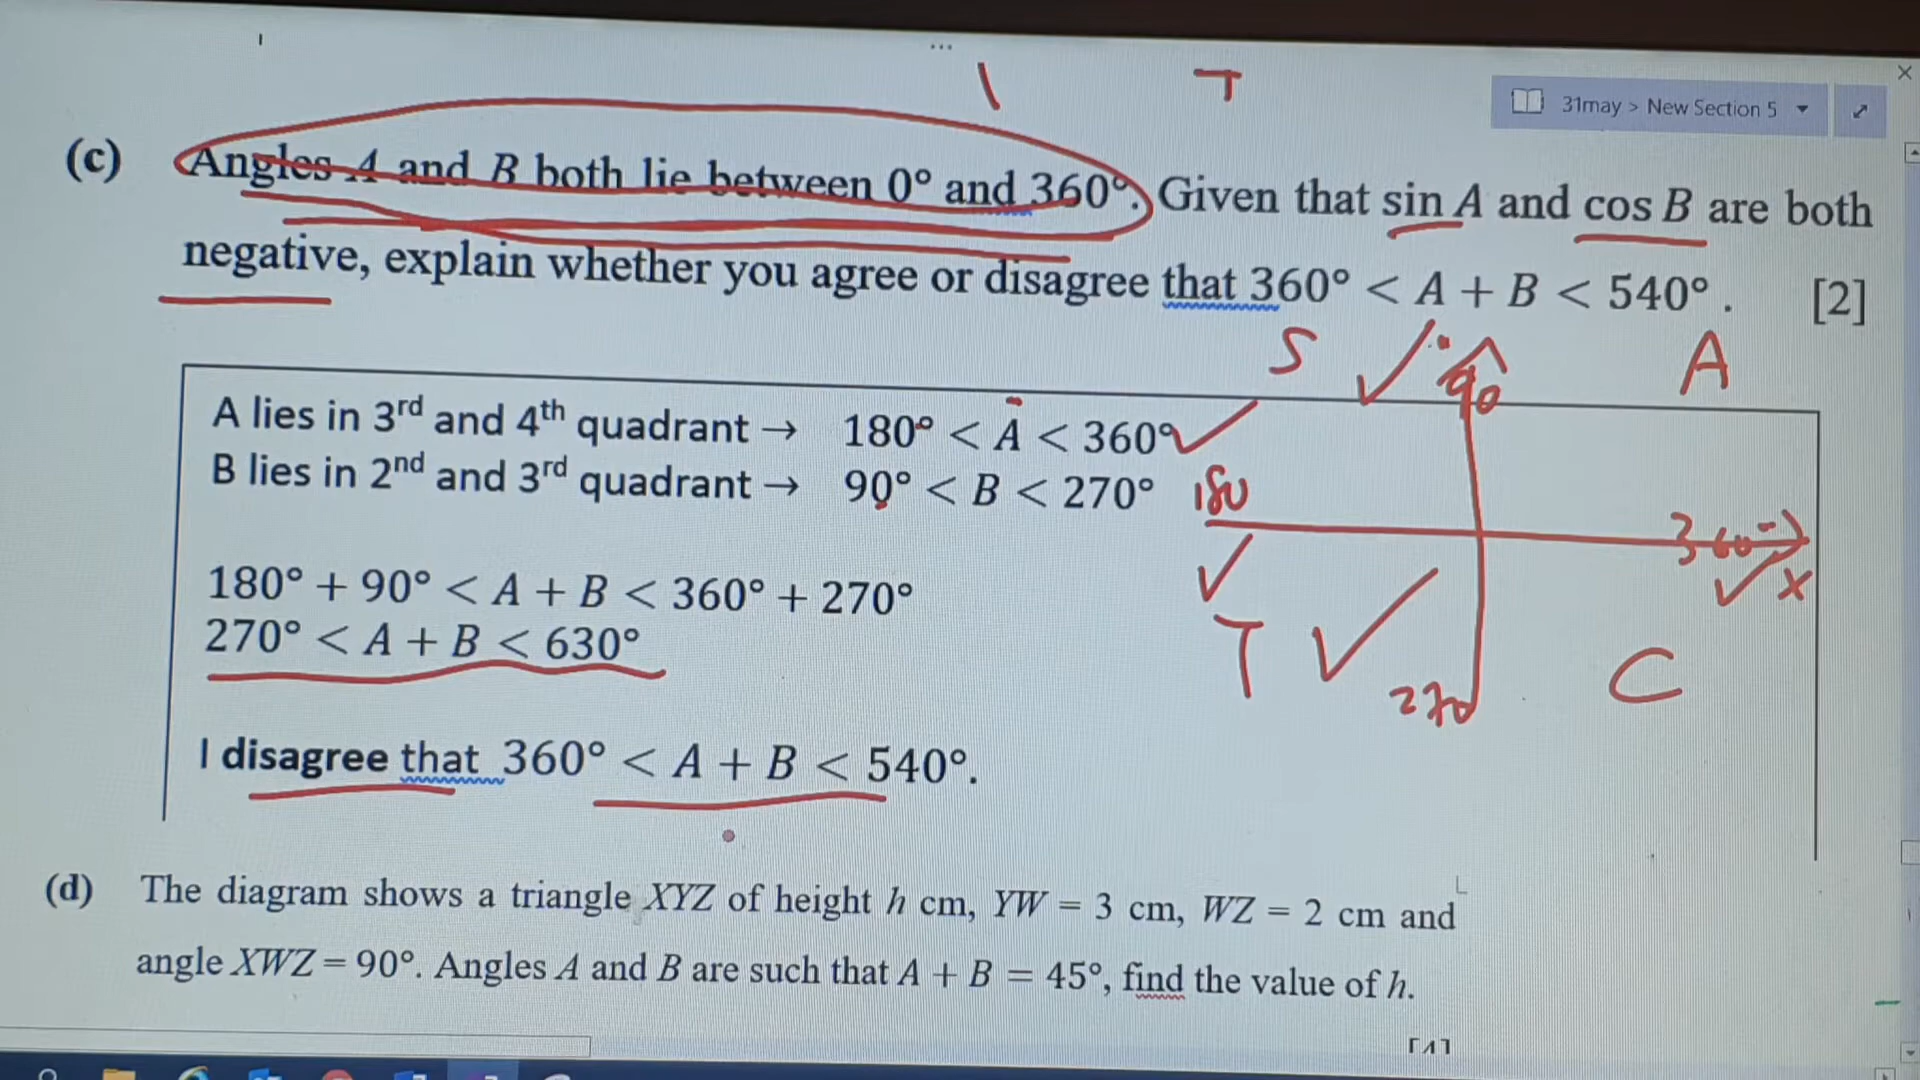 31may > New Section 5
(c) Angles A and B both lie between 0° and 360°. Given that sin A and cos B are both
negative, explain whether you agree or disagree that 360° < A + B < 540°. [2]
S 90 A
A lies in 3rd and 4th quadrant → 180° < A < 360°
B lies in 2nd and 3rd quadrant → 90° < B < 270°
180
360
x
180° + 90° < A + B < 360° + 270°
270° < A + B < 630°
T 270 C
I disagree that 360° < A + B < 540°.
(d) The diagram shows a triangle XYZ of height h cm, YW = 3 cm, WZ = 2 cm and
angle XWZ = 90°. Angles A and B are such that A + B = 45°, find the value of h.